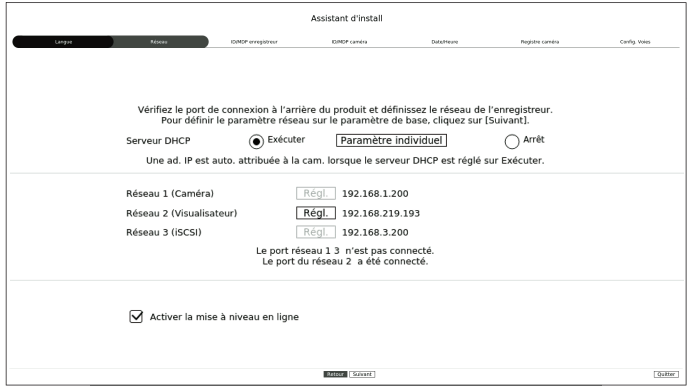 Assistant d'install
Langue Réseau ID/MDP enregistreur ID/MDP caméra Date/Heure Registre caméra Config. Voies
Vérifiez le port de connexion à l'arrière du produit et définissez le réseau de l'enregistreur.
Pour définir le paramètre réseau sur le paramètre de base, cliquez sur [Suivant].
Serveur DHCP Exécuter Paramètre individuel Arrêt
Une ad. IP est auto. attribuée à la cam. lorsque le serveur DHCP est réglé sur Exécuter.
Réseau 1 (Caméra) Régl. 192.168.1.200
Réseau 2 (Visualisateur) Régl. 192.168.219.193
Réseau 3 (iSCSI) Régl. 192.168.3.200
Le port réseau 1 3 n'est pas connecté.
Le port du réseau 2 a été connecté.
Activer la mise à niveau en ligne
Retour Suivant Quitter